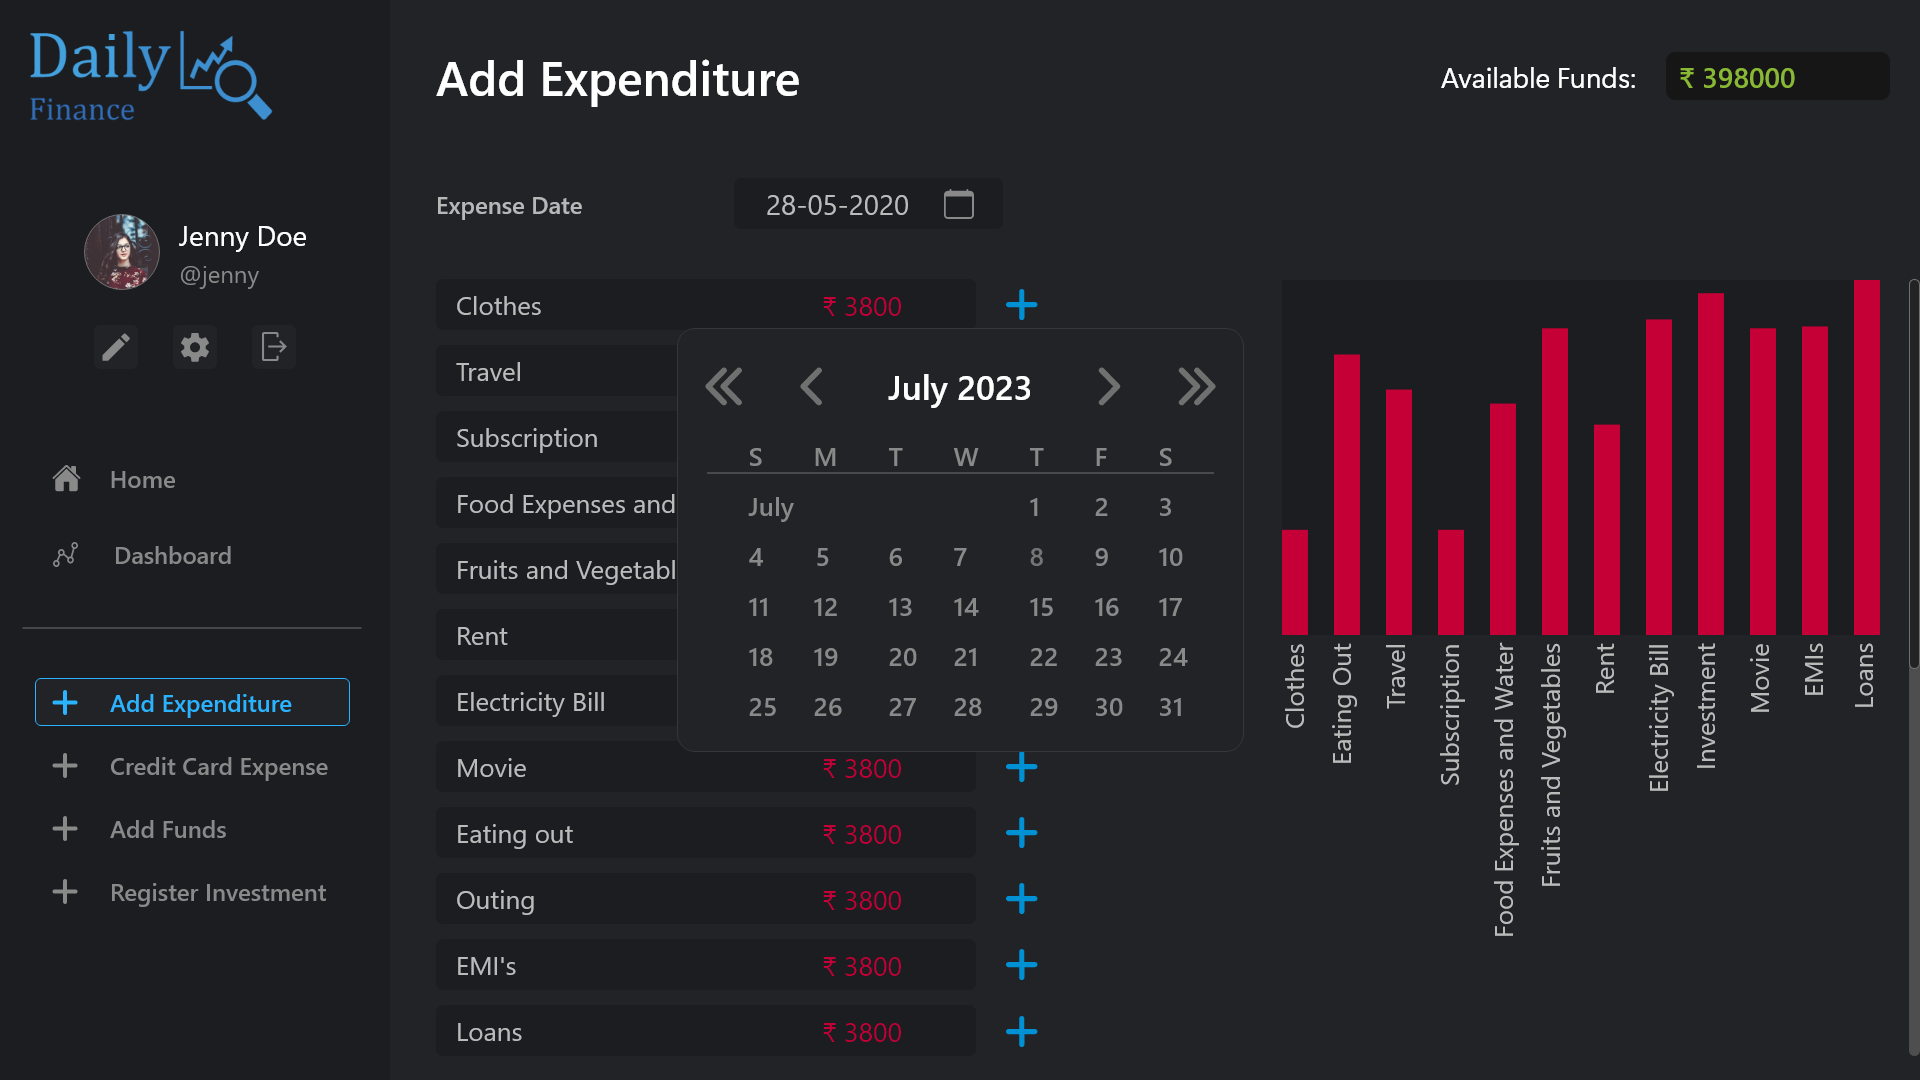 Daily
Finance
Jenny Doe
@jenny
Home
Dashboard
Add Expenditure
Credit Card Expense
Add Funds
Register Investment
Add Expenditure
Available Funds:
₹ 398000
Expense Date
28-05-2020
Clothes
₹ 3800
Travel
Subscription
Food Expenses and
Fruits and Vegetabl
Rent
Electricity Bill
Movie
₹ 3800
Eating out
₹ 3800
Outing
₹ 3800
EMI's
₹ 3800
Loans
₹ 3800
July 2023
S M T W T F S
July 1 2 3
4 5 6 7 8 9 10
11 12 13 14 15 16 17
18 19 20 21 22 23 24
25 26 27 28 29 30 31
Clothes
Eating Out
Travel
Subscription
Food Expenses and Water
Fruits and Vegetables
Rent
Electricity Bill
Investment
Movie
EMIs
Loans